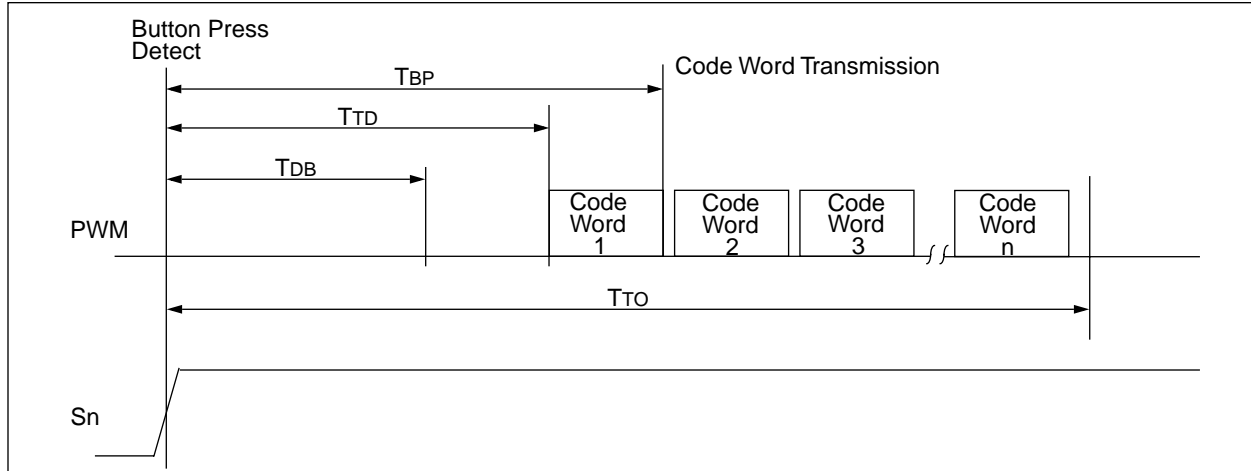 Button Press
Detect
TBP
Code Word Transmission
TTD
TDB
PWM
Code
Word
1
Code
Word
2
Code
Word
3
Code
Word
n
TTO
Sn